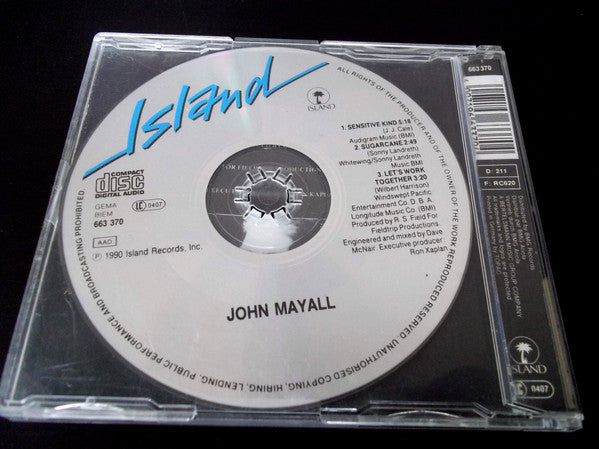 Island
ALL RIGHTS OF THE PRODUCER AND OF THE OWNER OF THE WORK REPRODUCED RESERVED. UNAUTHORISED COPYING, HIRING, LENDING, PUBLIC PERFORMANCE AND BROADCASTING PROHIBITED
ISLAND
COMPACT
disc
DIGITAL AUDIO
GEMA
BIEM
LC 0407
663 370
AAD
℗ 1990 Island Records, Inc.
1. SENSITIVE KIND 5:18
(J. J. Cale)
Audigram Music (BMI)
2. SUGARCANE 2:49
(Sonny Landreth)
Whitewing/Sonny Landreth
Music BMI
3. LET'S WORK
TOGETHER 3:20
(Wilbert Harrison)
Windswept Pacific
Entertainment Co. D. B. A.
Longitude Music Co. (BMI)
Produced by R. S. Field For
Fieldtrip Productions
Engineered and mixed by Dave
McNair. Executive producer:
Ron Kaplan
JOHN MAYALL
663 370
D: 211
F: RC620
ISLAND
LC 0407